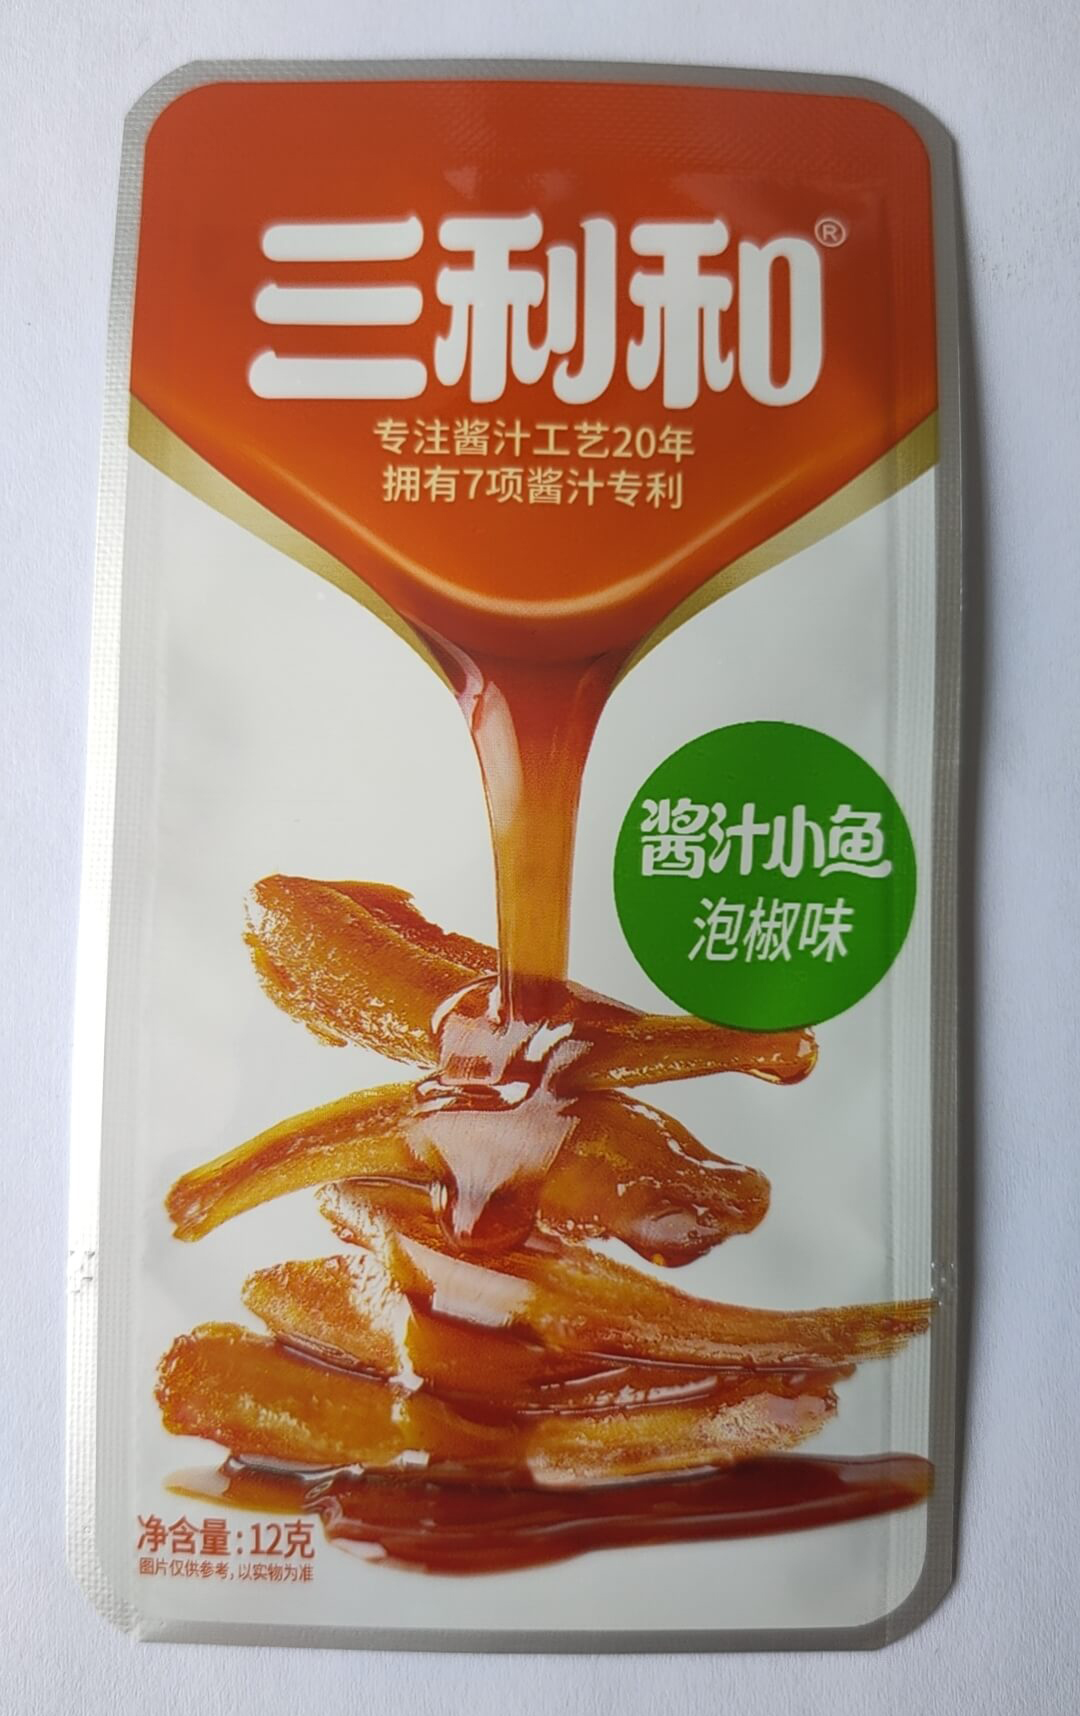 三利和®
专注酱汁工艺20年
拥有7项酱汁专利
酱汁小鱼
泡椒味
净含量:12克
图片仅供参考,以实物为准